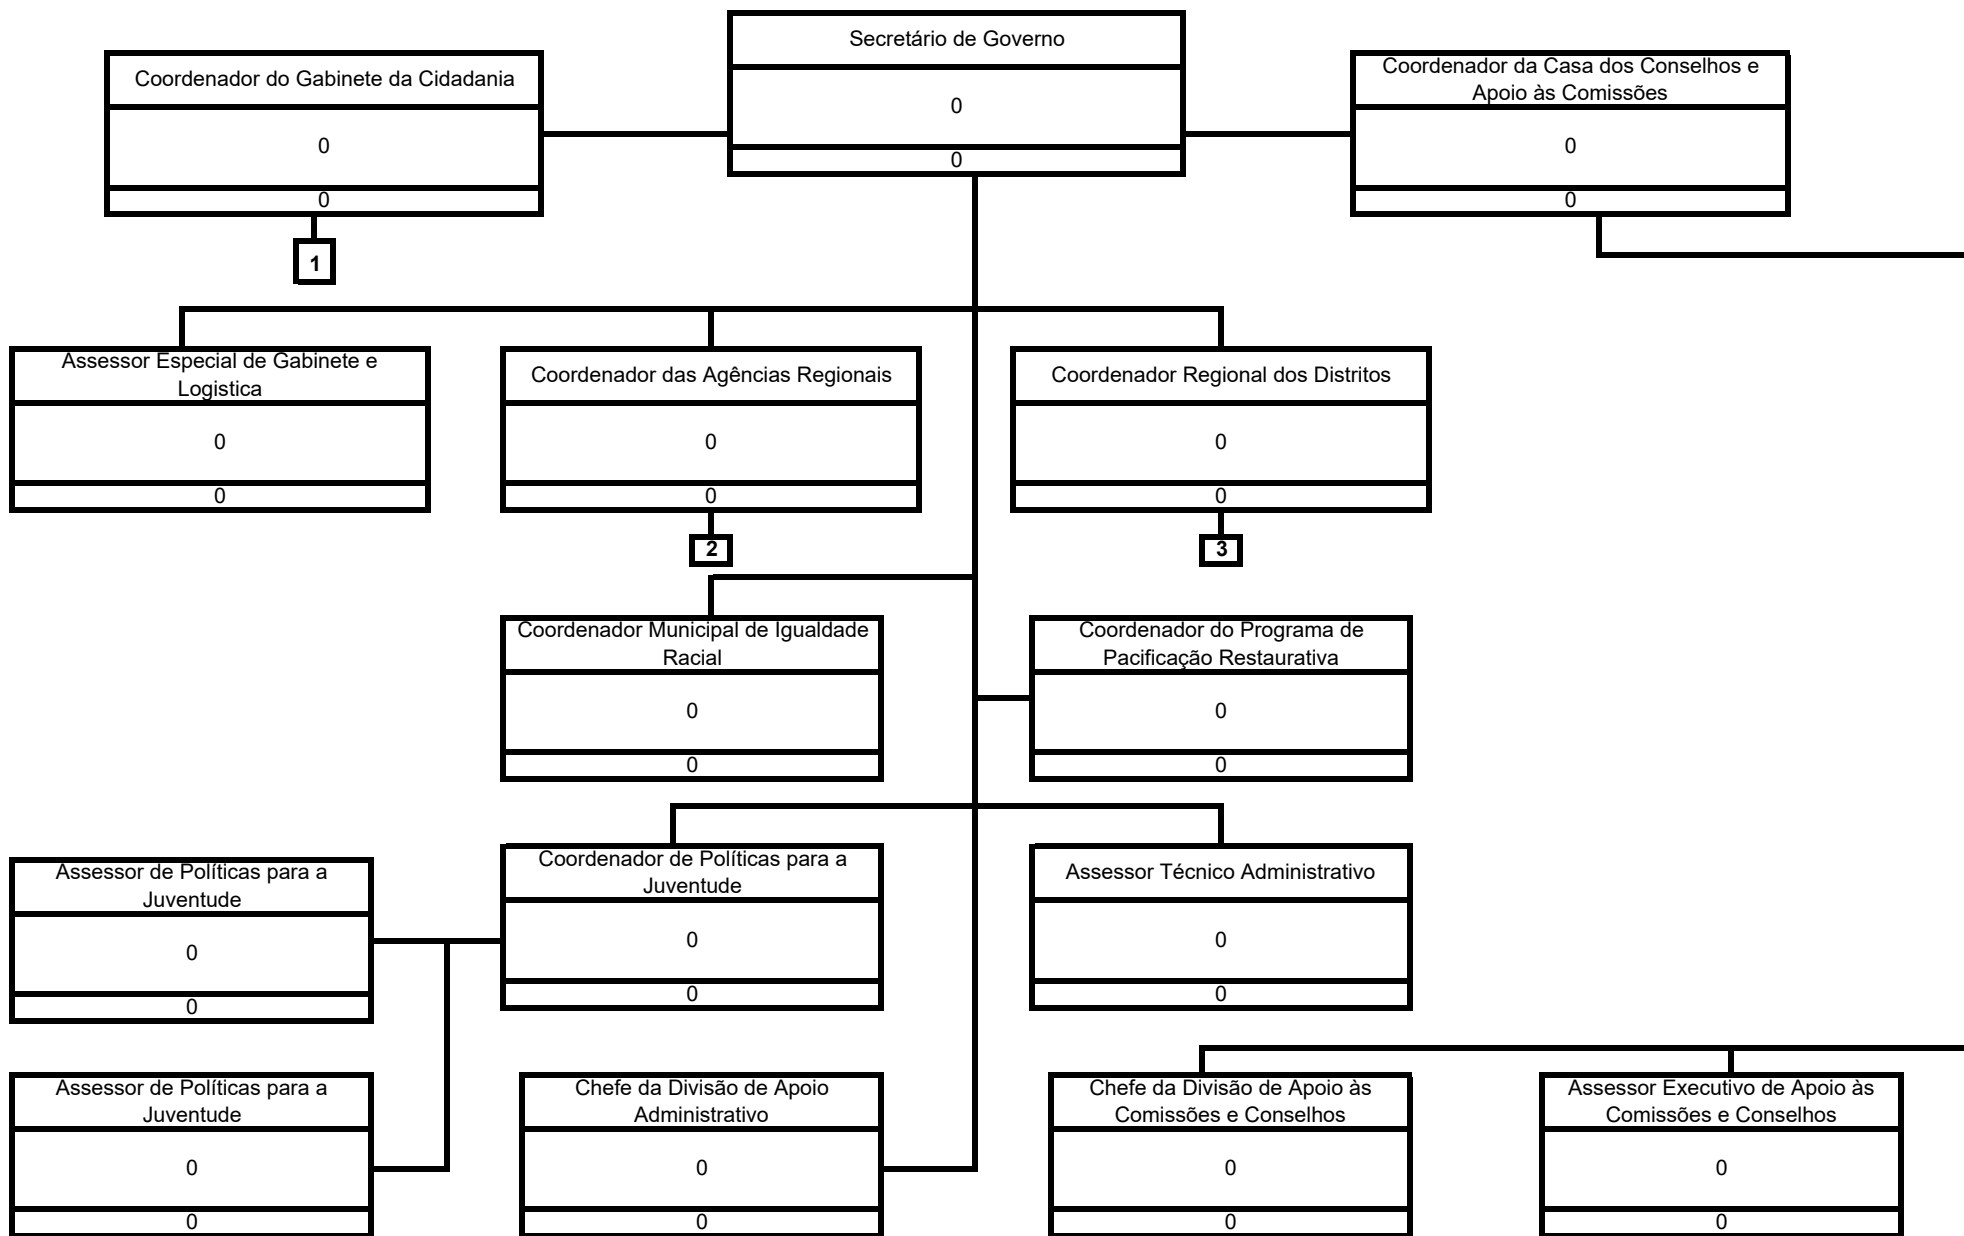 Secretário de Governo
0
0
Coordenador do Gabinete da Cidadania
0
0
1
Coordenador da Casa dos Conselhos e
Apoio às Comissões
0
0
Assessor Especial de Gabinete e
Logistica
0
0
Coordenador das Agências Regionais
0
0
2
Coordenador Regional dos Distritos
0
0
3
Coordenador Municipal de Igualdade
Racial
0
0
Coordenador do Programa de
Pacificação Restaurativa
0
0
Assessor de Políticas para a
Juventude
0
0
Coordenador de Políticas para a
Juventude
0
0
Assessor Técnico Administrativo
0
0
Assessor de Políticas para a
Juventude
0
0
Chefe da Divisão de Apoio
Administrativo
0
0
Chefe da Divisão de Apoio às
Comissões e Conselhos
0
0
Assessor Executivo de Apoio às
Comissões e Conselhos
0
0